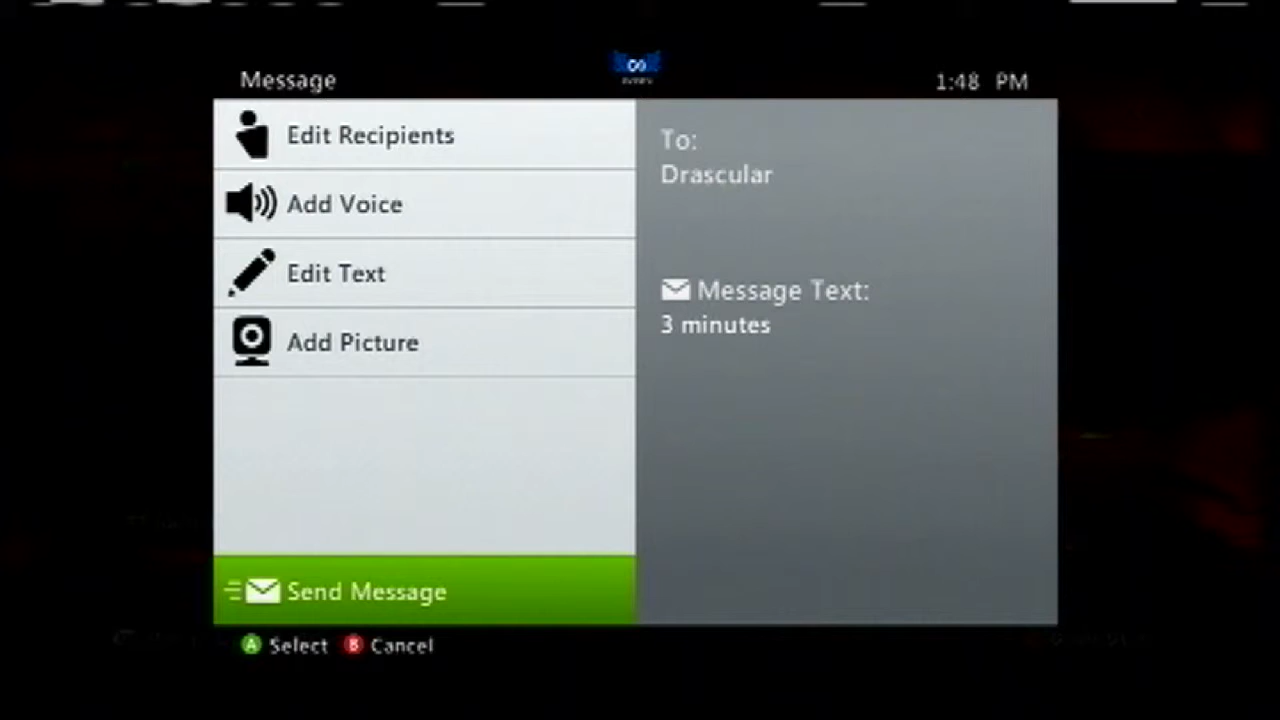 Message
1:48 PM
Edit Recipients
Add Voice
Edit Text
Add Picture
Send Message
To:
Drascular
Message Text:
3 minutes
A Select B Cancel